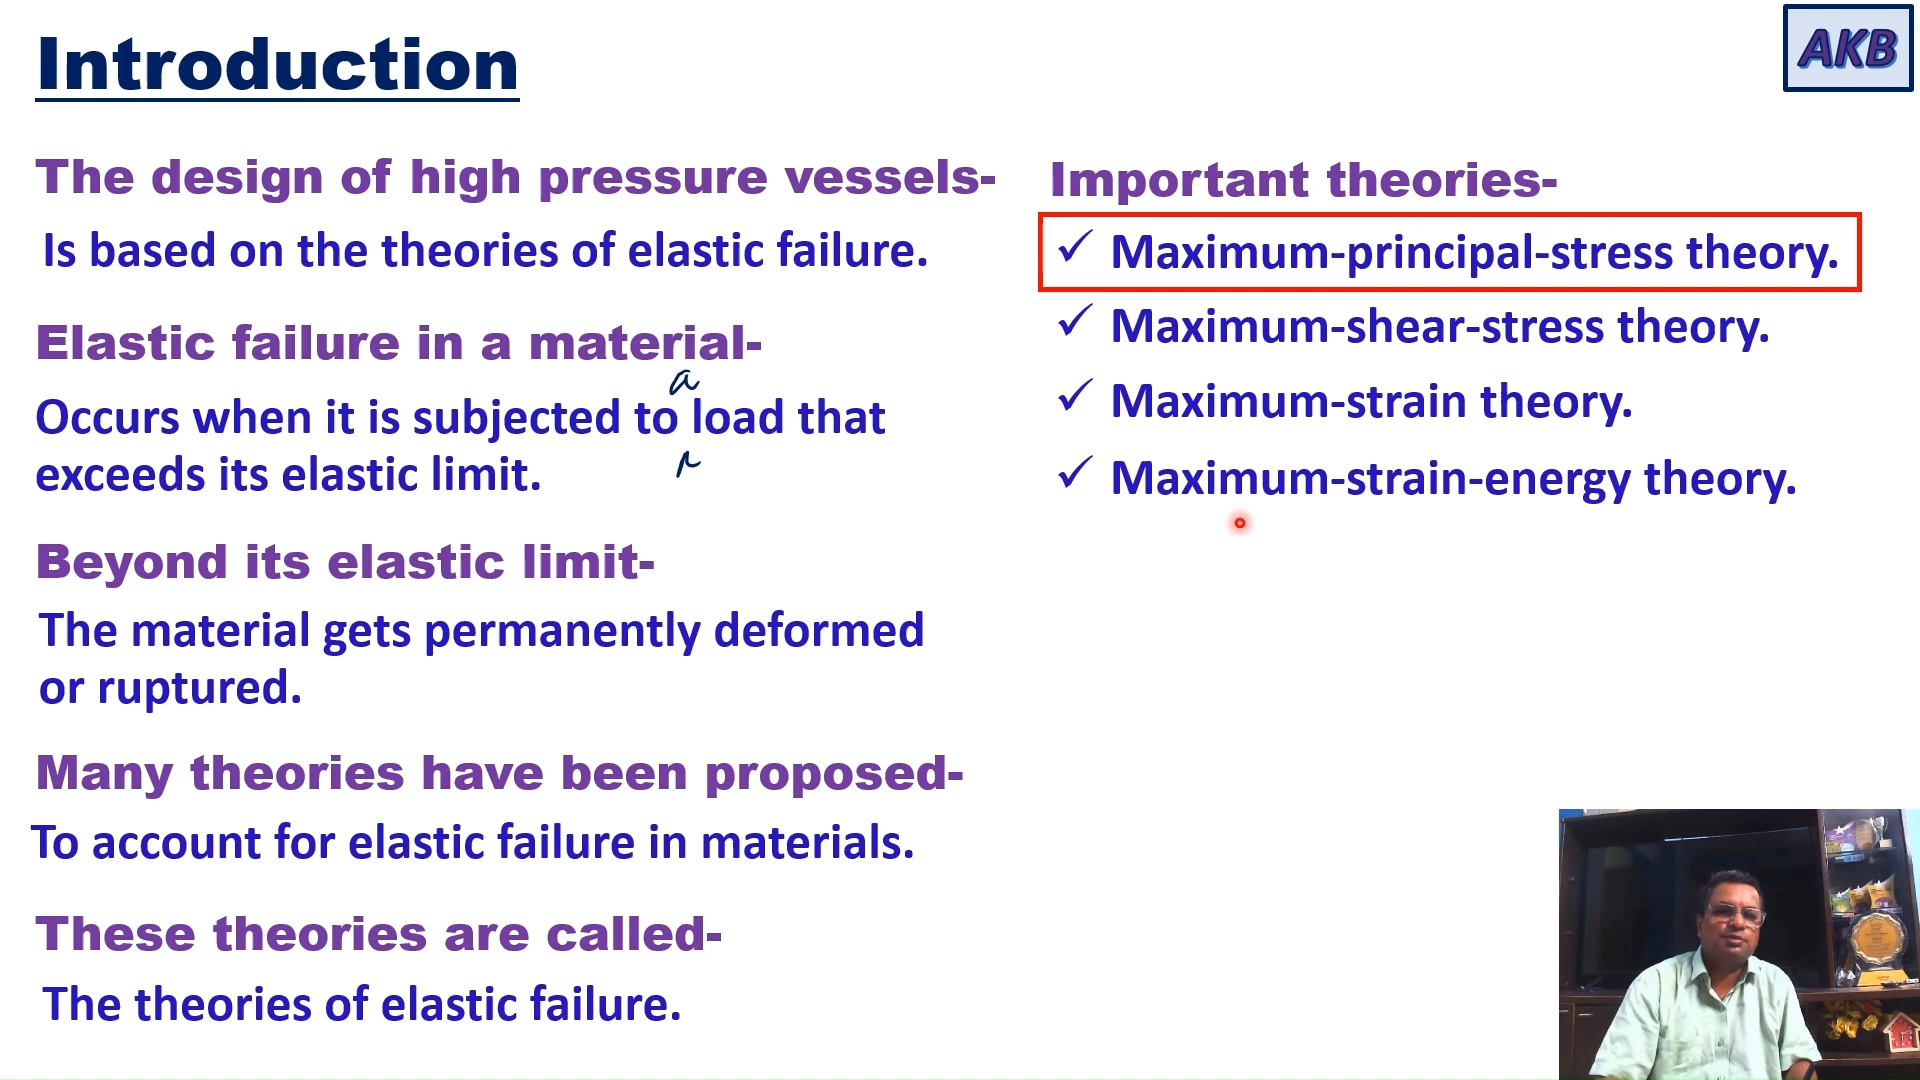 Introduction
AKB
The design of high pressure vessels-
Is based on the theories of elastic failure.
Elastic failure in a material-
a
Occurs when it is subjected to load that
exceeds its elastic limit.
Beyond its elastic limit-
The material gets permanently deformed
or ruptured.
Many theories have been proposed-
To account for elastic failure in materials.
These theories are called-
The theories of elastic failure.
Important theories-
✓ Maximum-principal-stress theory.
✓ Maximum-shear-stress theory.
✓ Maximum-strain theory.
✓ Maximum-strain-energy theory.